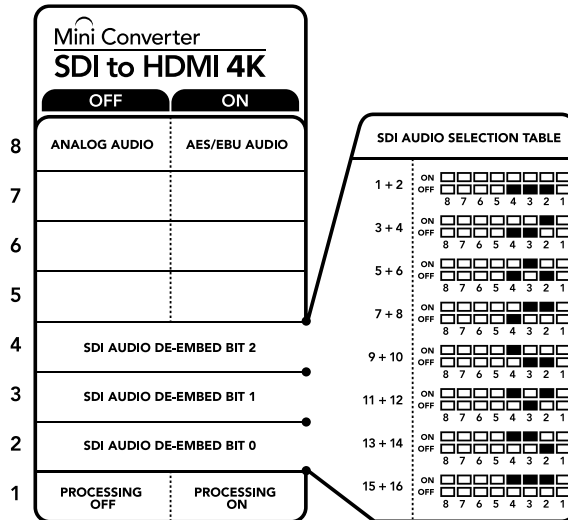 Mini Converter
SDI to HDMI 4K
OFF ON
8 ANALOG AUDIO AES/EBU AUDIO
7
6
5
4 SDI AUDIO DE-EMBED BIT 2
3 SDI AUDIO DE-EMBED BIT 1
2 SDI AUDIO DE-EMBED BIT 0
1 PROCESSING OFF PROCESSING ON
SDI AUDIO SELECTION TABLE
1 + 2 ON
OFF
8 7 6 5 4 3 2 1
3 + 4 ON
OFF
8 7 6 5 4 3 2 1
5 + 6 ON
OFF
8 7 6 5 4 3 2 1
7 + 8 ON
OFF
8 7 6 5 4 3 2 1
9 + 10 ON
OFF
8 7 6 5 4 3 2 1
11 + 12 ON
OFF
8 7 6 5 4 3 2 1
13 + 14 ON
OFF
8 7 6 5 4 3 2 1
15 + 16 ON
OFF
8 7 6 5 4 3 2 1